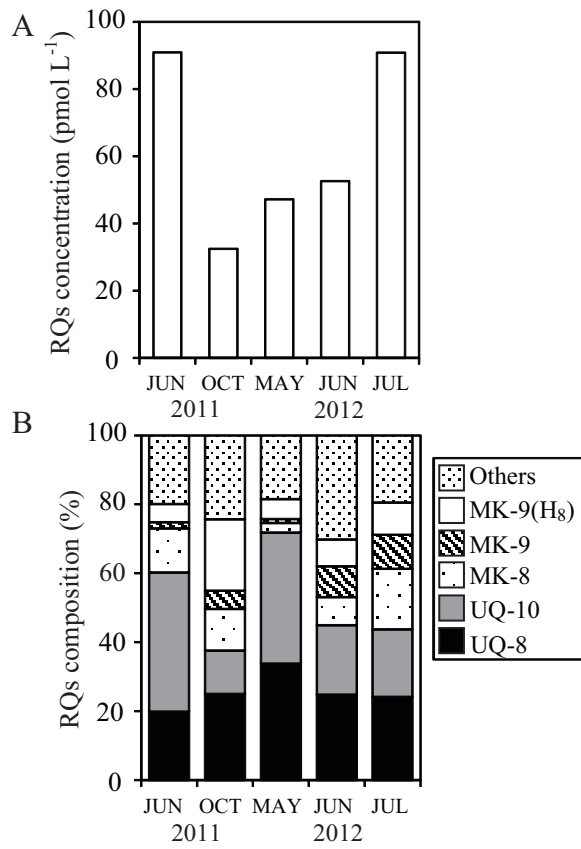 A
RQs concentration (pmol L⁻¹)
100
80
60
40
20
0
JUN OCT MAY JUN JUL
2011 2012
B
RQs composition (%)
100
80
60
40
20
0
JUN OCT MAY JUN JUL
2011 2012
Others
MK-9(H₈)
MK-9
MK-8
UQ-10
UQ-8